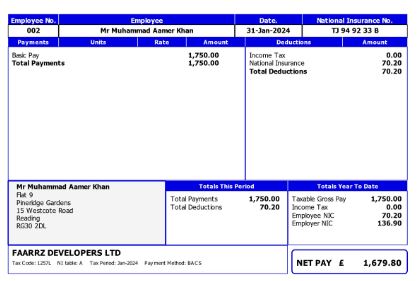 Employee No. Employee Date. National Insurance No.
002 Mr Muhammad Aamer Khan 31-Jan-2024 TJ 94 92 33 B
Payments Units Rate Amount Deductions Amount
Basic Pay 1,750.00 Income Tax 0.00
Total Payments 1,750.00 National Insurance 70.20
Total Deductions 70.20
Mr Muhammad Aamer Khan
Flat 9
Pineridge Gardens
15 Westcote Road
Reading
RG30 2DL
Totals This Period
Total Payments 1,750.00
Total Deductions 70.20
Totals Year To Date
Taxable Gross Pay 1,750.00
Income Tax 0.00
Employee NIC 70.20
Employer NIC 136.90
FAARRZ DEVELOPERS LTD
Tax Code: 1257L NI table: A Tax Period: Jan-2024 Payment Method: BACS
NET PAY £ 1,679.80